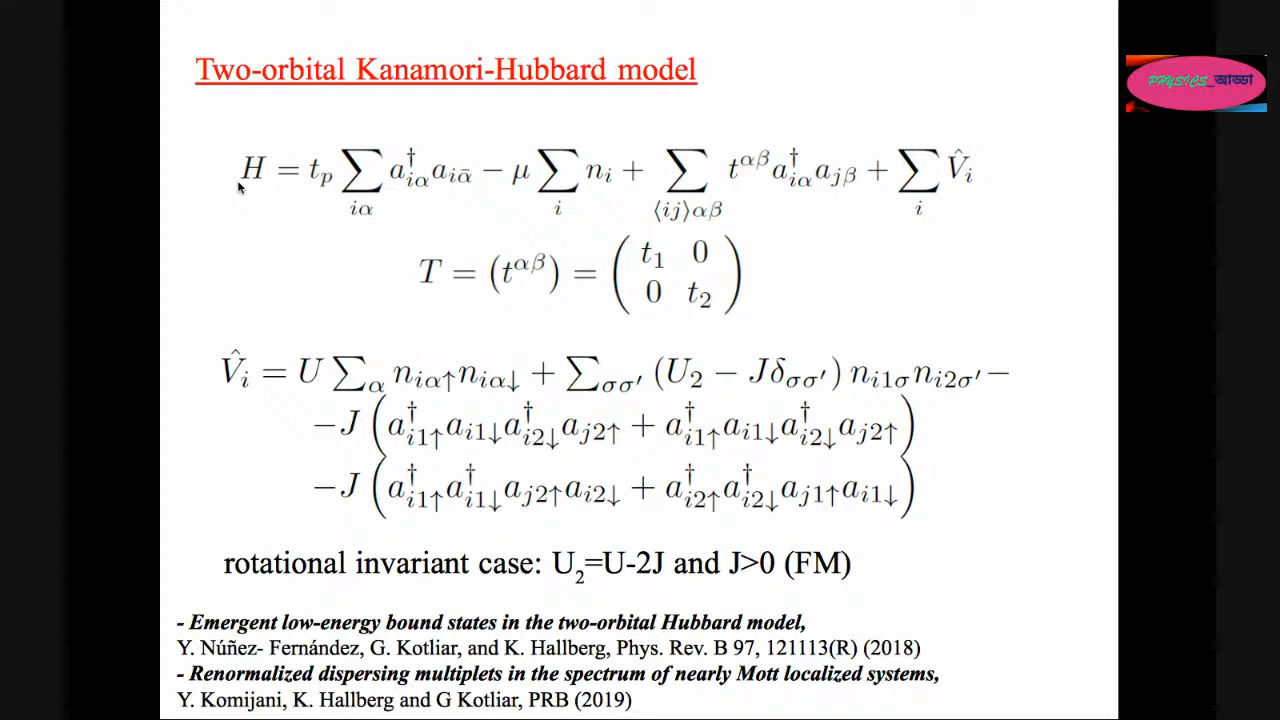 Two-orbital Kanamori-Hubbard model
PHYSICS_আড্ডা
H = t_p ∑_{iα} a†_{iα} a_{iᾱ} − μ ∑_i n_i + ∑_{⟨ij⟩αβ} t^{αβ} a†_{iα} a_{jβ} + ∑_i V̂_i
T = (t^{αβ}) = ( t_1 0
0 t_2 )
V̂_i = U ∑_α n_{iα↑} n_{iα↓} + ∑_{σσ′} (U_2 − Jδ_{σσ′}) n_{i1σ} n_{i2σ′} −
−J (a†_{i1↑} a_{i1↓} a†_{i2↓} a_{j2↑} + a†_{i1↑} a_{i1↓} a†_{i2↓} a_{j2↑})
−J (a†_{i1↑} a†_{i1↓} a_{j2↑} a_{i2↓} + a†_{i2↑} a†_{i2↓} a_{j1↑} a_{i1↓})
rotational invariant case: U_2=U-2J and J>0 (FM)
- Emergent low-energy bound states in the two-orbital Hubbard model,
Y. Núñez- Fernández, G. Kotliar, and K. Hallberg, Phys. Rev. B 97, 121113(R) (2018)
- Renormalized dispersing multiplets in the spectrum of nearly Mott localized systems,
Y. Komijani, K. Hallberg and G Kotliar, PRB (2019)